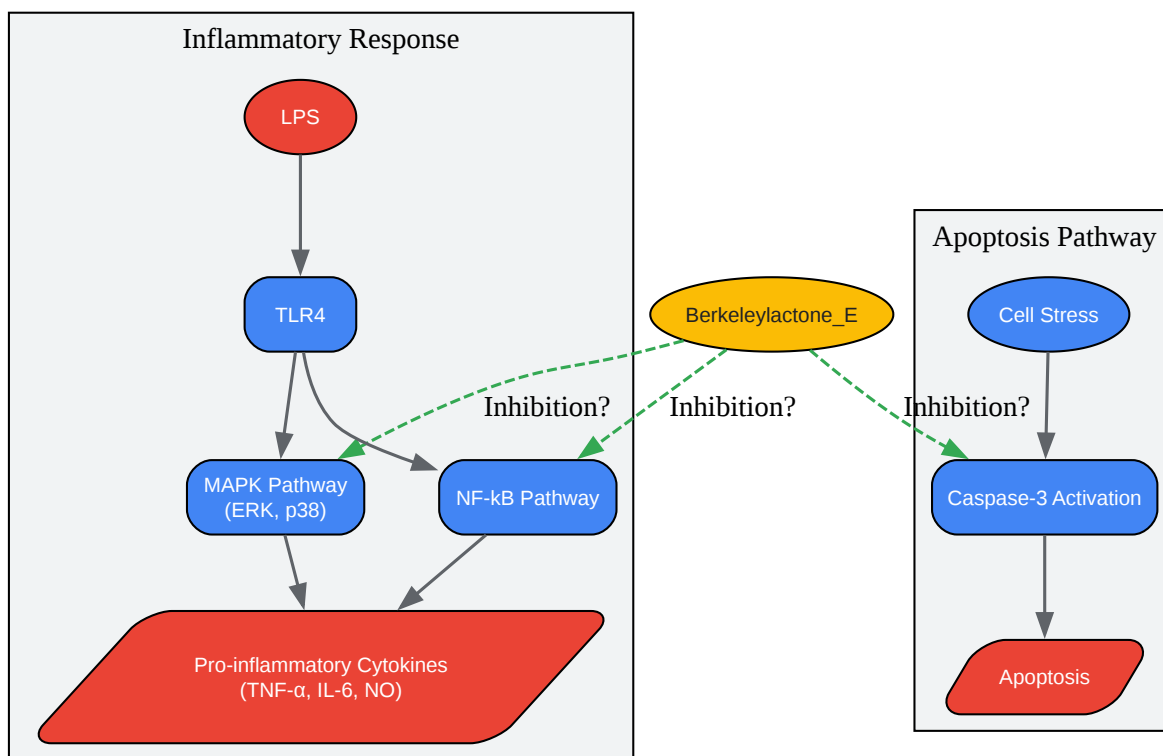 Inflammatory Response
LPS
Apoptosis Pathway
TLR4
Berkeleylactone_E
Cell Stress
Inhibition?
Inhibition?
Inhibition?
MAPK Pathway
(ERK, p38)
NF-kB Pathway
Caspase-3 Activation
Pro-inflammatory Cytokines
(TNF-α, IL-6, NO)
Apoptosis